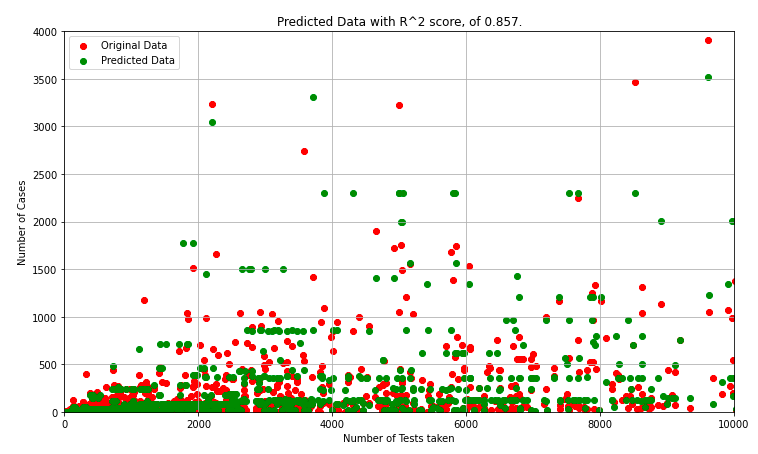 Predicted Data with R^2 score, of 0.857.
Original Data
Predicted Data
Number of Cases
4000
3500
3000
2500
2000
1500
1000
500
0
0 2000 4000 6000 8000 10000
Number of Tests taken